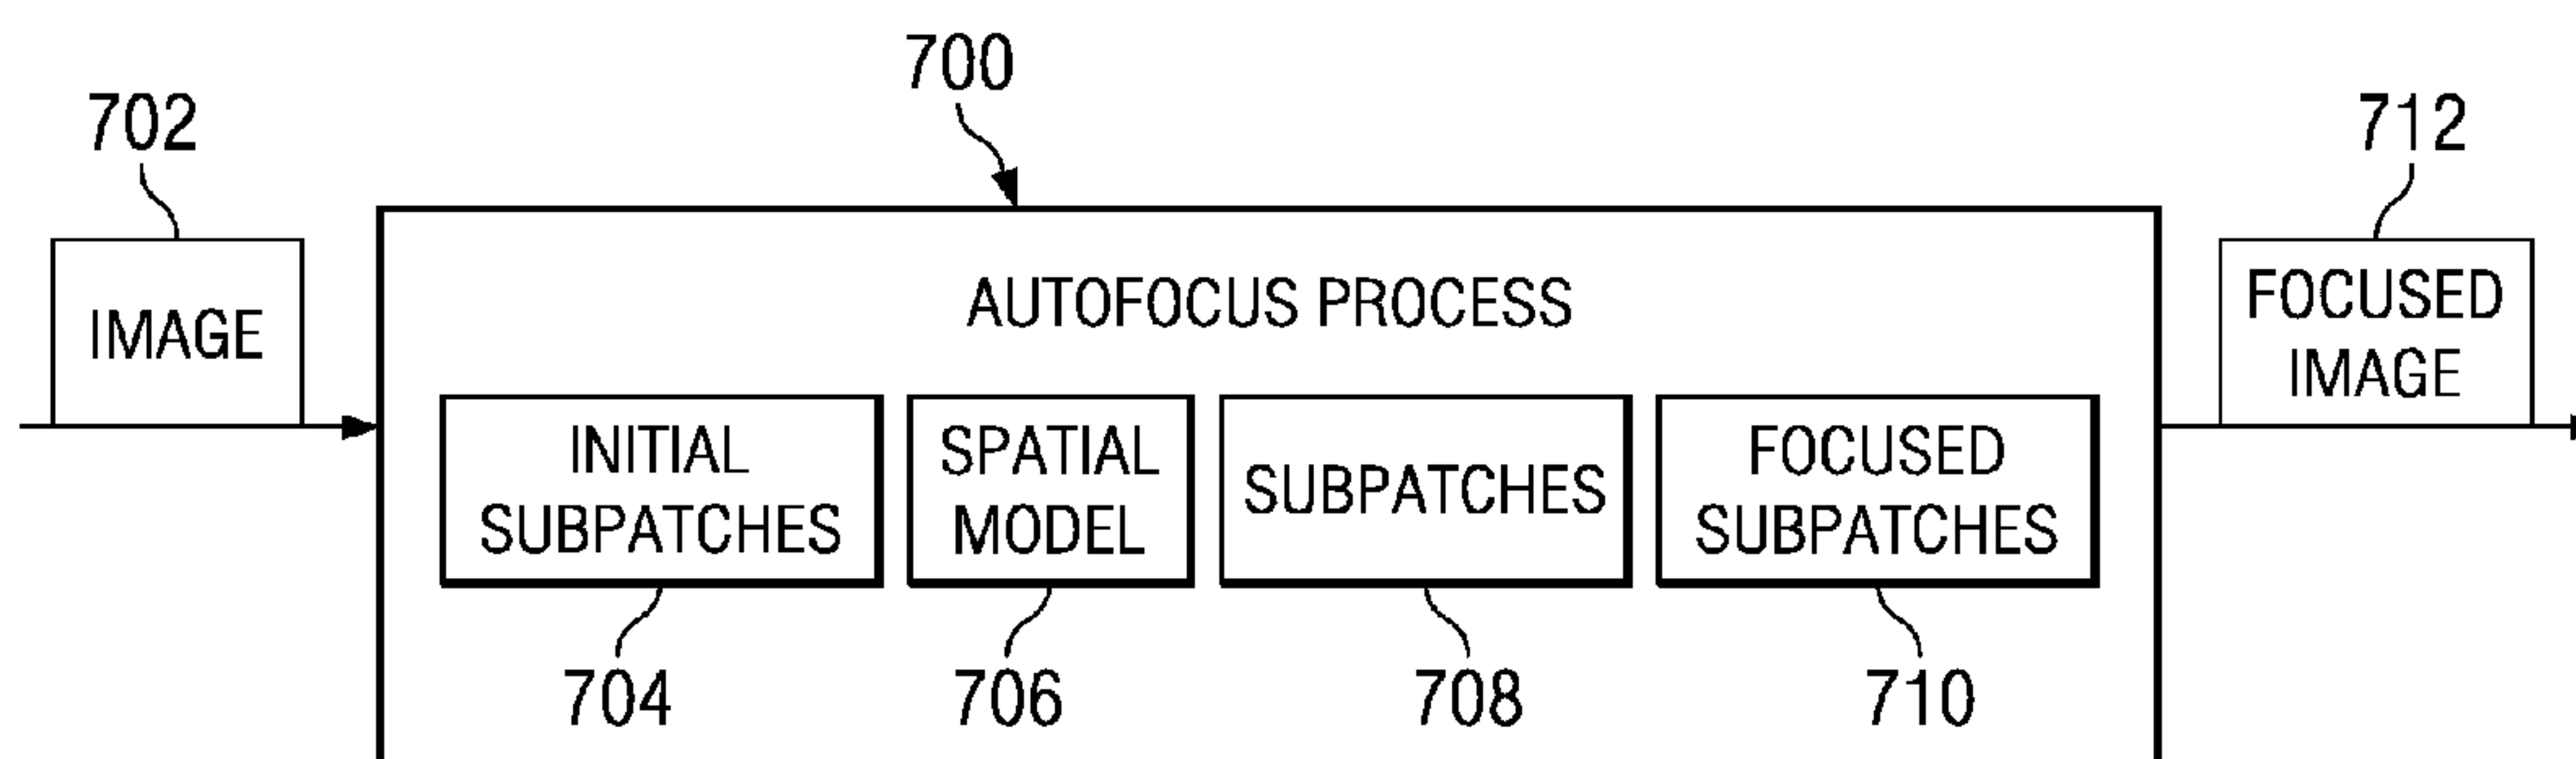 700
702
712
IMAGE
AUTOFOCUS PROCESS
FOCUSED
IMAGE
INITIAL
SUBPATCHES
SPATIAL
MODEL
SUBPATCHES
FOCUSED
SUBPATCHES
704
706
708
710